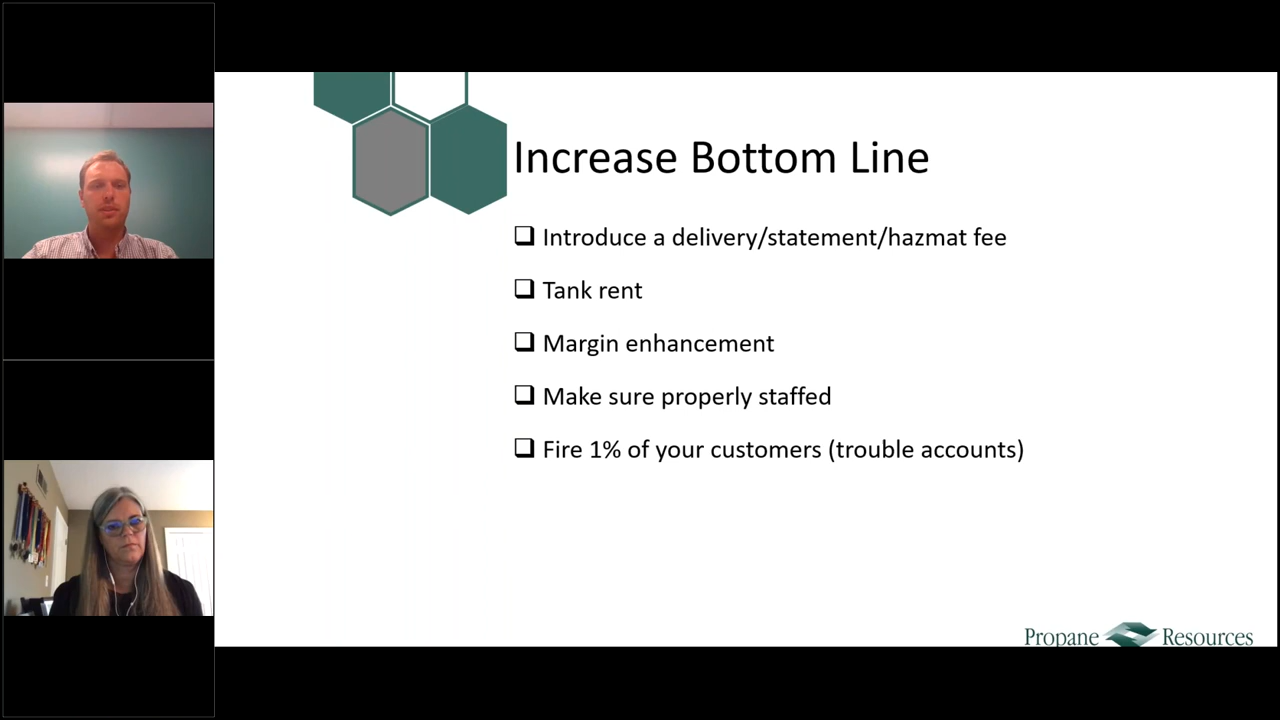 Increase Bottom Line
Introduce a delivery/statement/hazmat fee
Tank rent
Margin enhancement
Make sure properly staffed
Fire 1% of your customers (trouble accounts)
Propane Resources